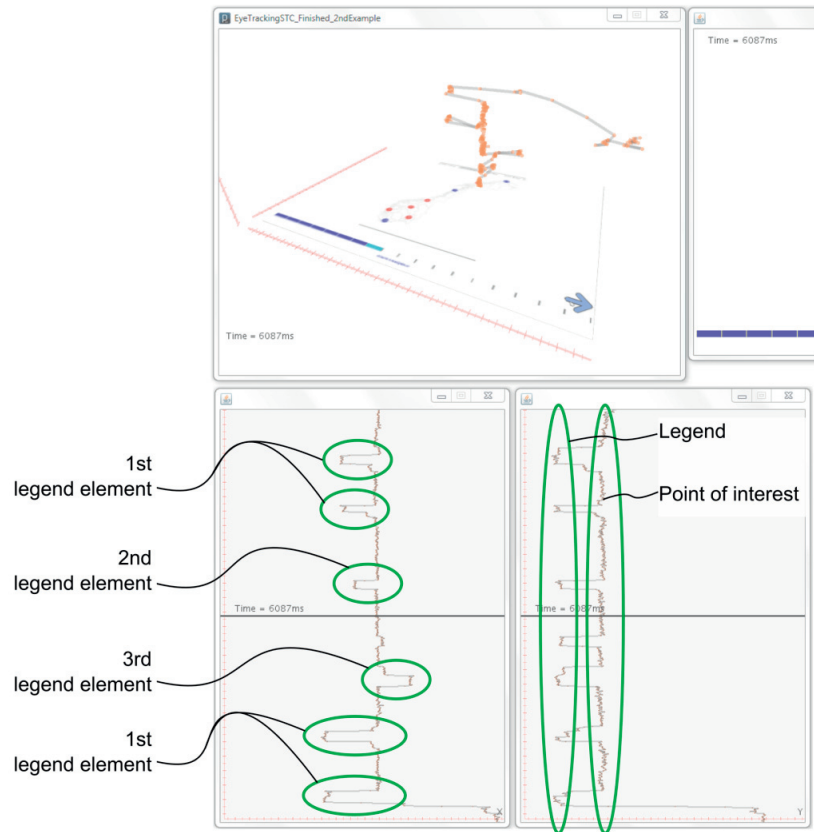 EyeTrackingSTC_Finished_2ndExample
Time = 6087ms
Time = 6087ms
1st
legend element
2nd
legend element
3rd
legend element
1st
legend element
Time = 6087ms
X
Legend
Point of interest
Time = 6087ms
Y